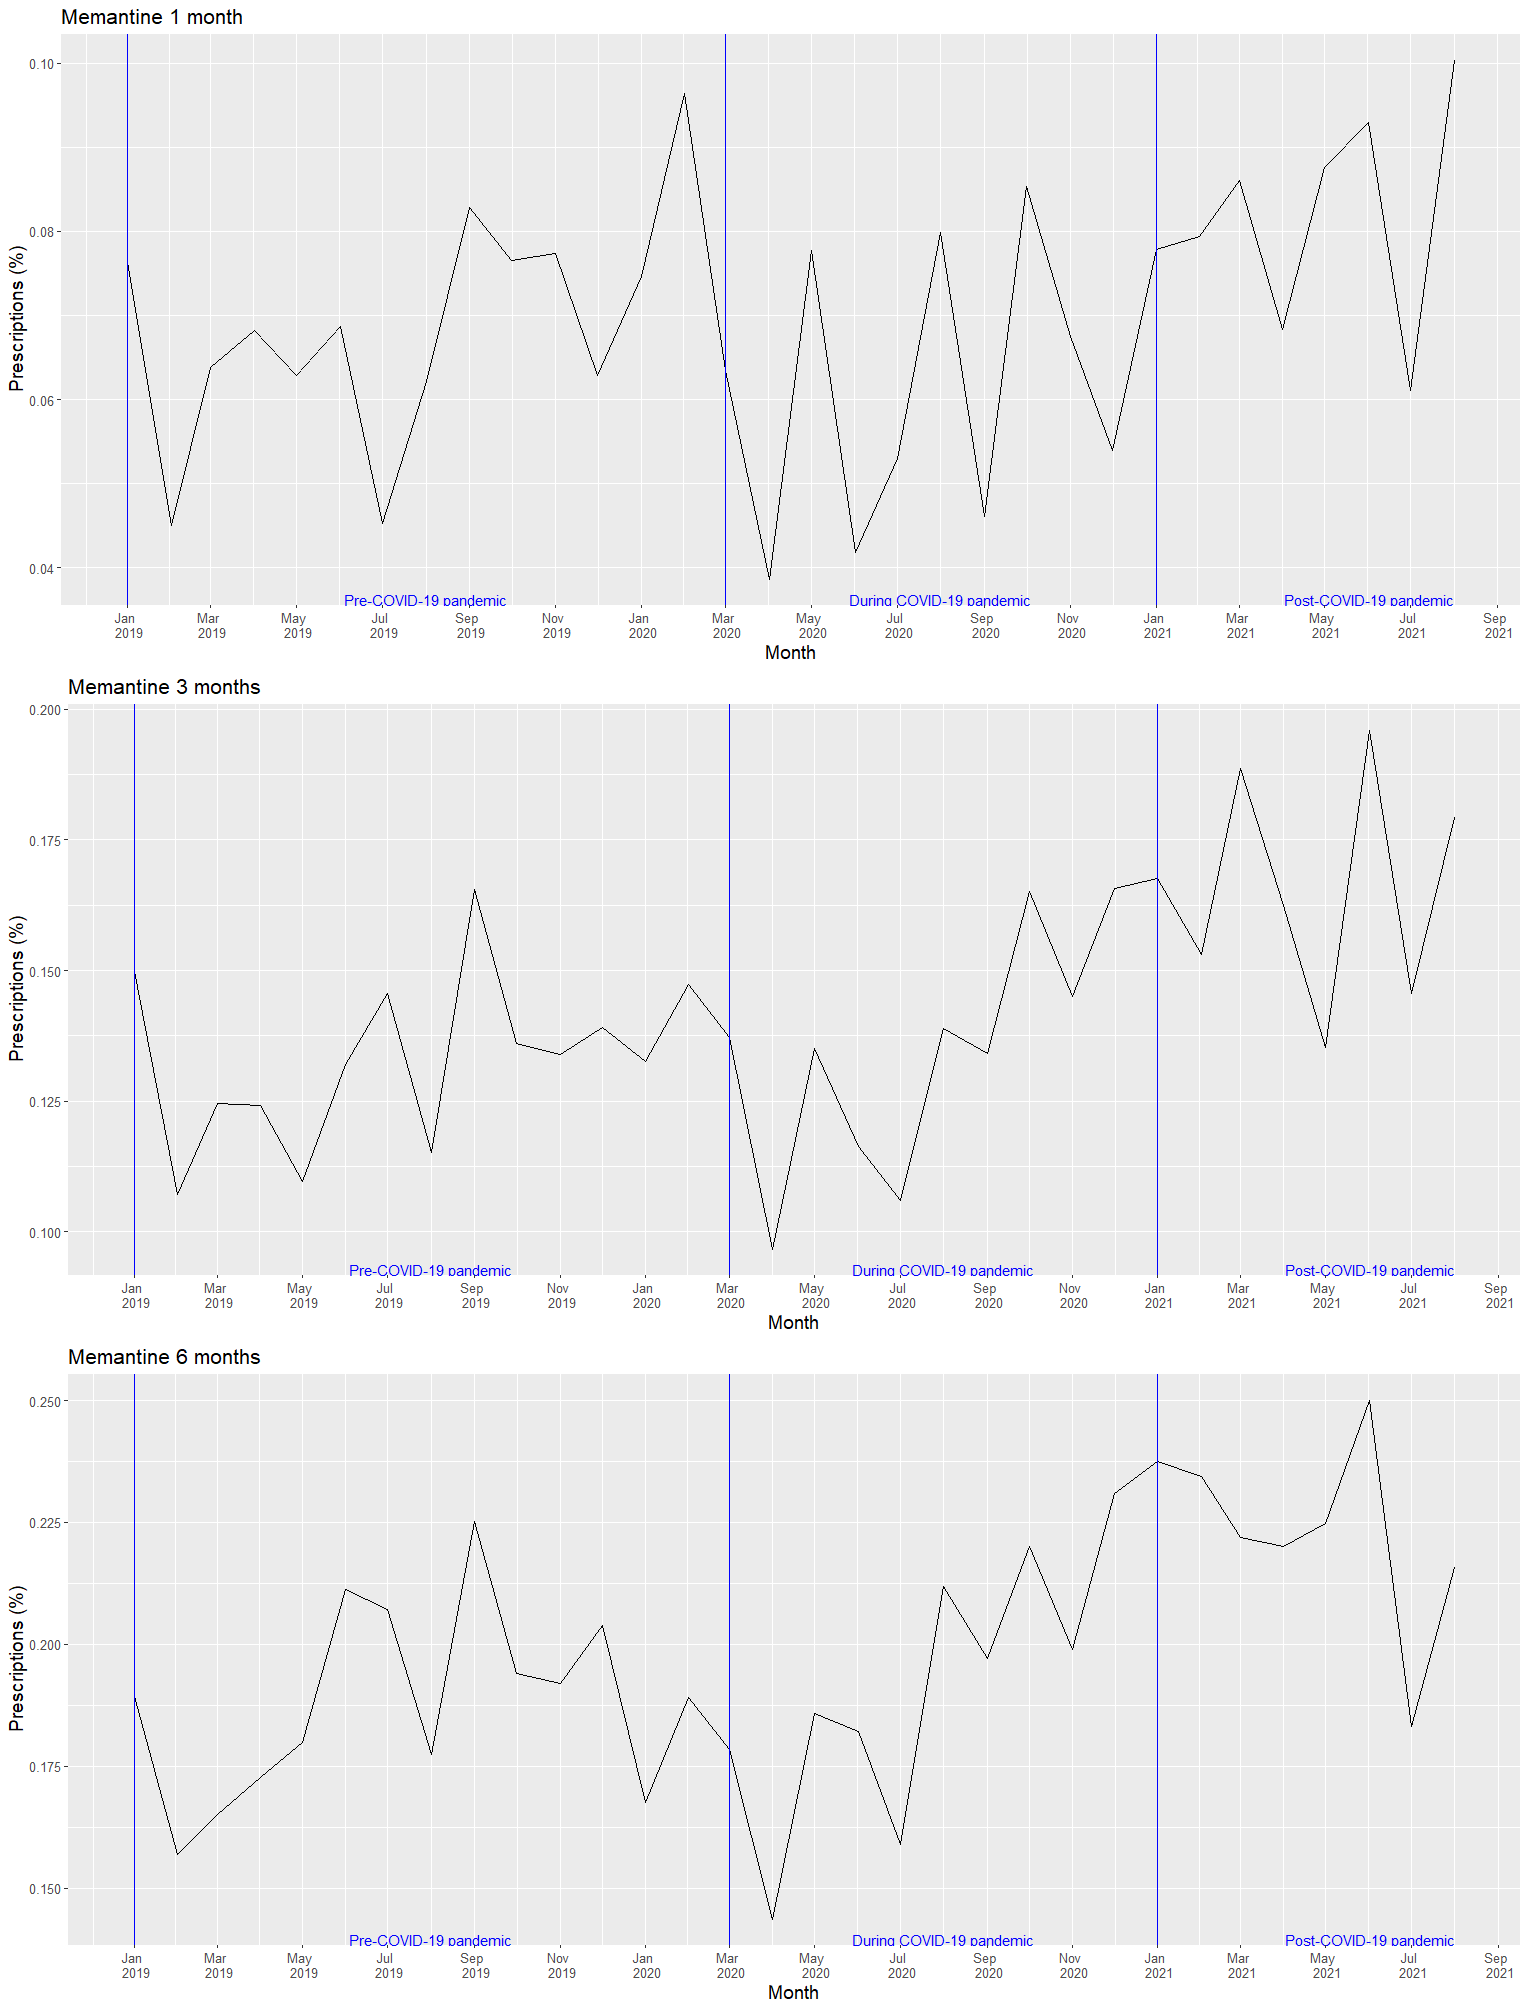 Memantine 1 month
Prescriptions (%)
0.10
0.08
0.06
0.04
Pre-COVID-19 pandemic During COVID-19 pandemic Post-COVID-19 pandemic
Jan Mar May Jul Sep Nov Jan Mar May Jul Sep Nov Jan Mar May Jul Sep
2019 2019 2019 2019 2019 2019 2020 2020 2020 2020 2020 2020 2021 2021 2021 2021 2021
Month
Memantine 3 months
Prescriptions (%)
0.200
0.175
0.150
0.125
0.100
Pre-COVID-19 pandemic During COVID-19 pandemic Post-COVID-19 pandemic
Jan Mar May Jul Sep Nov Jan Mar May Jul Sep Nov Jan Mar May Jul Sep
2019 2019 2019 2019 2019 2019 2020 2020 2020 2020 2020 2020 2021 2021 2021 2021 2021
Month
Memantine 6 months
Prescriptions (%)
0.250
0.225
0.200
0.175
0.150
Pre-COVID-19 pandemic During COVID-19 pandemic Post-COVID-19 pandemic
Jan Mar May Jul Sep Nov Jan Mar May Jul Sep Nov Jan Mar May Jul Sep
2019 2019 2019 2019 2019 2019 2020 2020 2020 2020 2020 2020 2021 2021 2021 2021 2021
Month